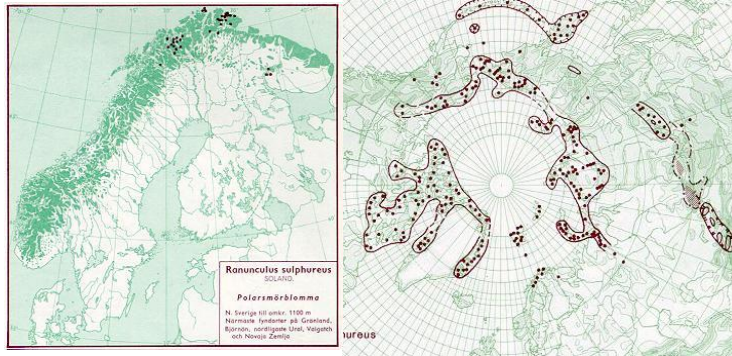 Ranunculus sulphureus
SOLAND.
Polarsmörblomma
N. Sverige till omkr. 1100 m
Närmaste fyndorter på Grönland,
Björnön, nordligaste Ural, Vaigatch
och Novaja Zemlja
hureus